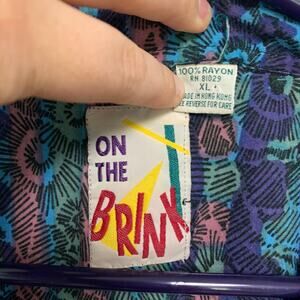 100% RAYON
RN 81029
XL
MADE IN HONG KONG
SEE REVERSE FOR CARE
ON
THE
BRINK